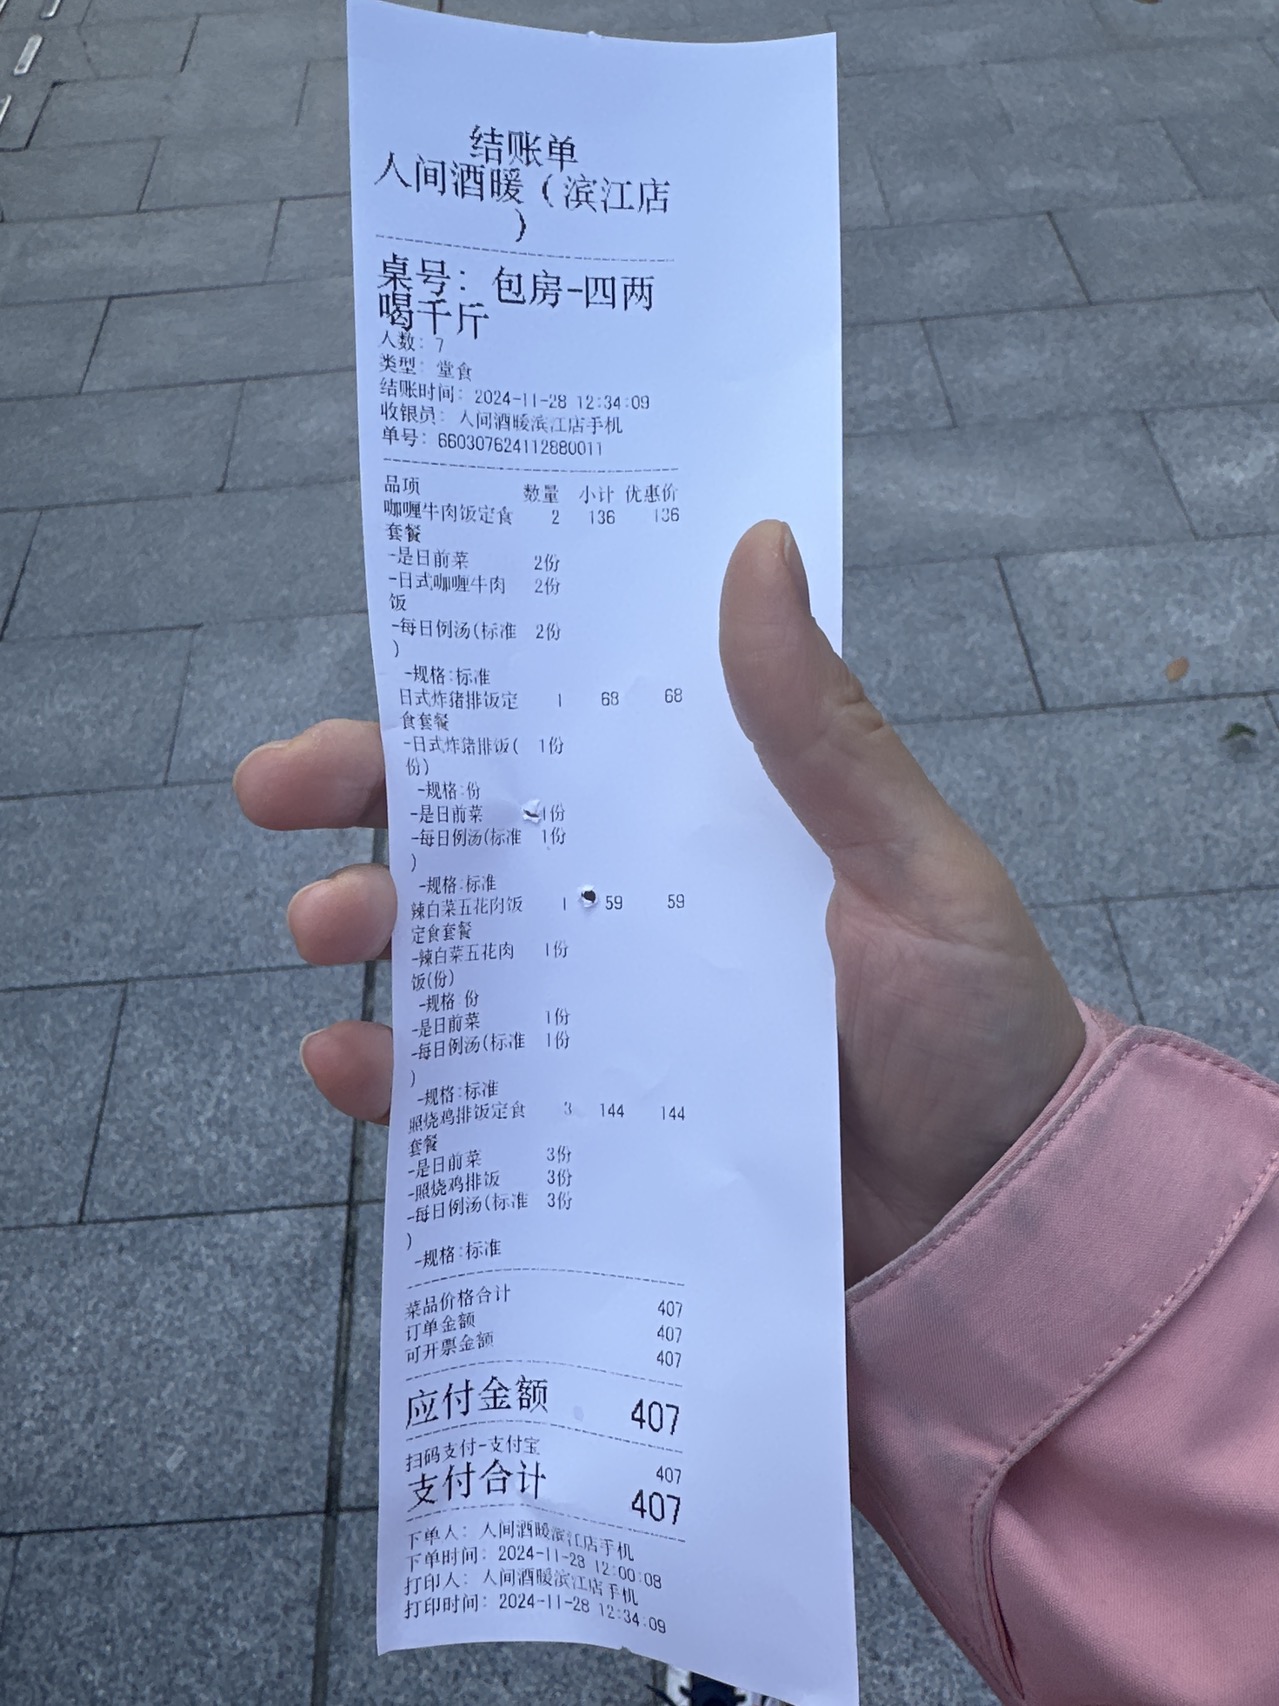 结账单
人间酒暖（滨江店
）
桌号：包房-四两
喝千斤
人数：7
类型：堂食
结账时间：2024-11-28 12:34:09
收银员：人间酒暖滨江店手机
单号：660307624112880011
品项 数量 小计 优惠价
咖喱牛肉饭定食 2 136 136
套餐
-是日前菜 2份
-日式咖喱牛肉 2份
饭
-每日例汤(标准 2份
)
-规格:标准
日式炸猪排饭定 1 68 68
食套餐
-日式炸猪排饭( 1份
份)
-规格:份
-是日前菜 1份
-每日例汤(标准 1份
)
-规格:标准
辣白菜五花肉饭 1 59 59
定食套餐
-辣白菜五花肉 1份
饭(份)
-规格:份
-是日前菜 1份
-每日例汤(标准 1份
)
-规格:标准
照烧鸡排饭定食 3 144 144
套餐
-是日前菜 3份
-照烧鸡排饭 3份
-每日例汤(标准 3份
)
-规格:标准
菜品价格合计 407
订单金额 407
可开票金额 407
应付金额 407
扫码支付-支付宝 407
支付合计 407
下单人：人间酒暖滨江店手机
下单时间：2024-11-28 12:00:08
打印人：人间酒暖滨江店手机
打印时间：2024-11-28 12:34:09